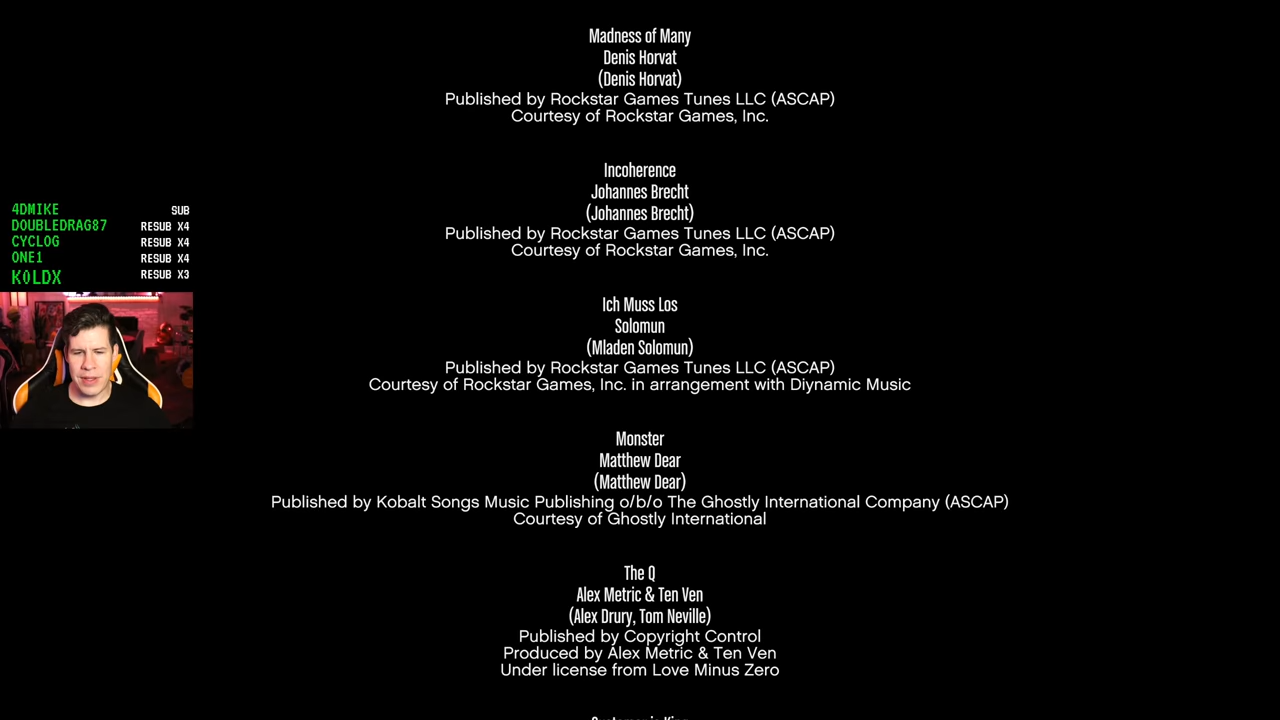 Madness of Many
Denis Horvat
(Denis Horvat)
Published by Rockstar Games Tunes LLC (ASCAP)
Courtesy of Rockstar Games, Inc.
Incoherence
Johannes Brecht
(Johannes Brecht)
Published by Rockstar Games Tunes LLC (ASCAP)
Courtesy of Rockstar Games, Inc.
4DMIKE SUB
DOUBLEDRAG87 RESUB X4
CYCLOG RESUB X4
ONE1 RESUB X4
K0LDX RESUB X3
Ich Muss Los
Solomun
(Mladen Solomun)
Published by Rockstar Games Tunes LLC (ASCAP)
Courtesy of Rockstar Games, Inc. in arrangement with Diynamic Music
Monster
Matthew Dear
(Matthew Dear)
Published by Kobalt Songs Music Publishing o/b/o The Ghostly International Company (ASCAP)
Courtesy of Ghostly International
The Q
Alex Metric & Ten Ven
(Alex Drury, Tom Neville)
Published by Copyright Control
Produced by Alex Metric & Ten Ven
Under license from Love Minus Zero